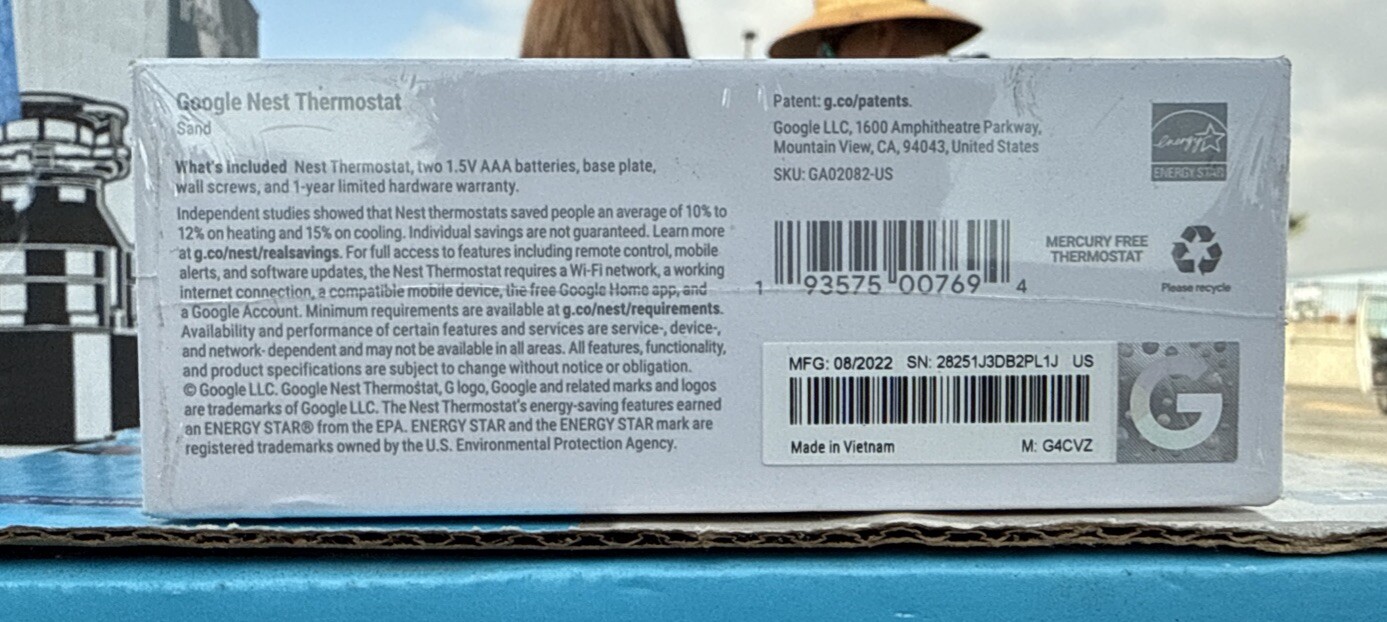 Google Nest Thermostat
Sand
What's included Nest Thermostat, two 1.5V AAA batteries, base plate,
wall screws, and 1-year limited hardware warranty.
Independent studies showed that Nest thermostats saved people an average of 10% to
12% on heating and 15% on cooling. Individual savings are not guaranteed. Learn more
at g.co/nest/realsavings. For full access to features including remote control, mobile
alerts, and software updates, the Nest Thermostat requires a Wi-Fi network, a working
internet connection, a compatible mobile device, the free Google Home app, and
a Google Account. Minimum requirements are available at g.co/nest/requirements.
Availability and performance of certain features and services are service-, device-,
and network- dependent and may not be available in all areas. All features, functionality,
and product specifications are subject to change without notice or obligation.
© Google LLC. Google Nest Thermostat, G logo, Google and related marks and logos
are trademarks of Google LLC. The Nest Thermostat's energy-saving features earned
an ENERGY STAR® from the EPA. ENERGY STAR and the ENERGY STAR mark are
registered trademarks owned by the U.S. Environmental Protection Agency.
Patent: g.co/patents.
Google LLC, 1600 Amphitheatre Parkway,
Mountain View, CA, 94043, United States
SKU: GA02082-US
energy
ENERGY STAR
1 93575 00769 4
MERCURY FREE
THERMOSTAT
Please recycle
MFG: 08/2022 SN: 28251J3DB2PL1J US
Made in Vietnam M: G4CVZ
G